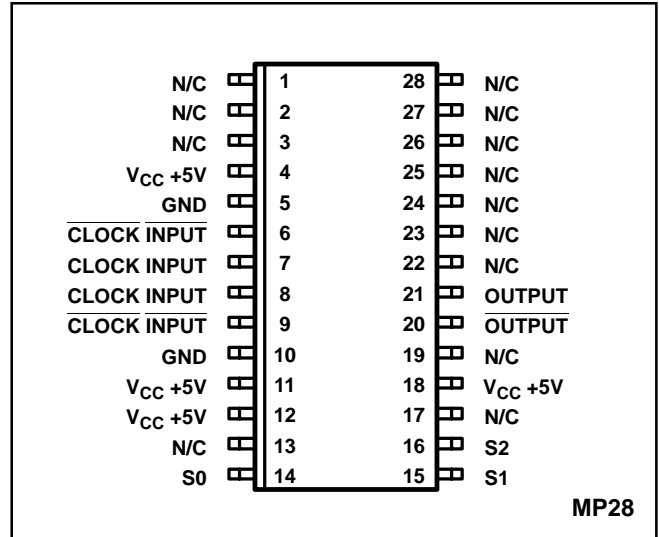 N/C 1 28 N/C
N/C 2 27 N/C
N/C 3 26 N/C
VCC +5V 4 25 N/C
GND 5 24 N/C
CLOCK INPUT 6 23 N/C
CLOCK INPUT 7 22 N/C
CLOCK INPUT 8 21 OUTPUT
CLOCK INPUT 9 20 OUTPUT
GND 10 19 N/C
VCC +5V 11 18 VCC +5V
VCC +5V 12 17 N/C
N/C 13 16 S2
S0 14 15 S1
MP28